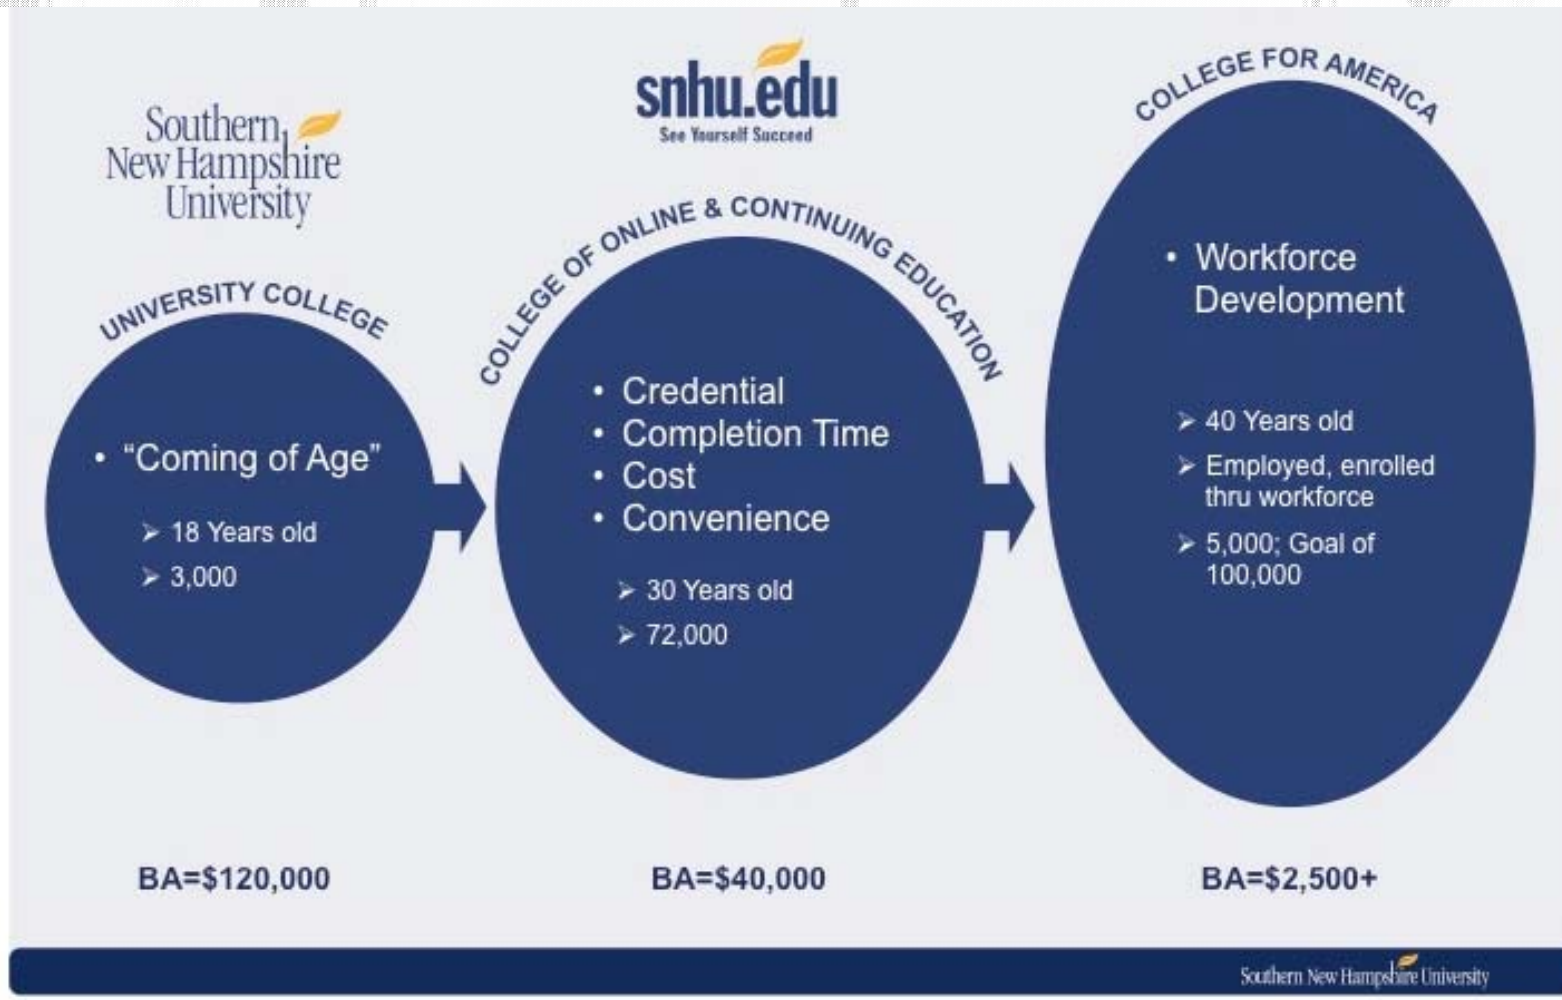 Southern
New Hampshire
University
UNIVERSITY COLLEGE
• “Coming of Age”
➢ 18 Years old
➢ 3,000
BA=$120,000
snhu.edu
See Yourself Succeed
COLLEGE OF ONLINE & CONTINUING EDUCATION
• Credential
• Completion Time
• Cost
• Convenience
➢ 30 Years old
➢ 72,000
BA=$40,000
COLLEGE FOR AMERICA
• Workforce
Development
➢ 40 Years old
➢ Employed, enrolled
thru workforce
➢ 5,000; Goal of
100,000
BA=$2,500+
Southern New Hampshire University